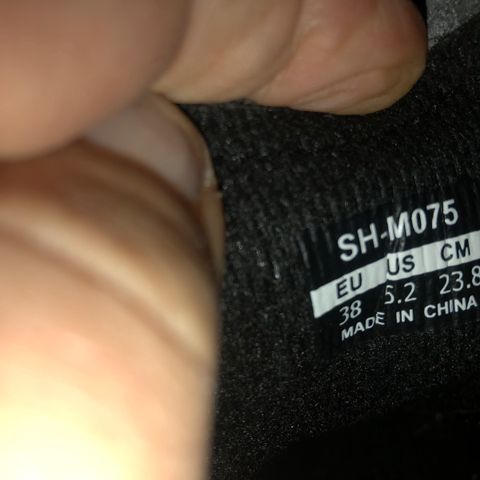 SH-M075
EU US CM
38 5.2 23.8
MADE IN CHINA